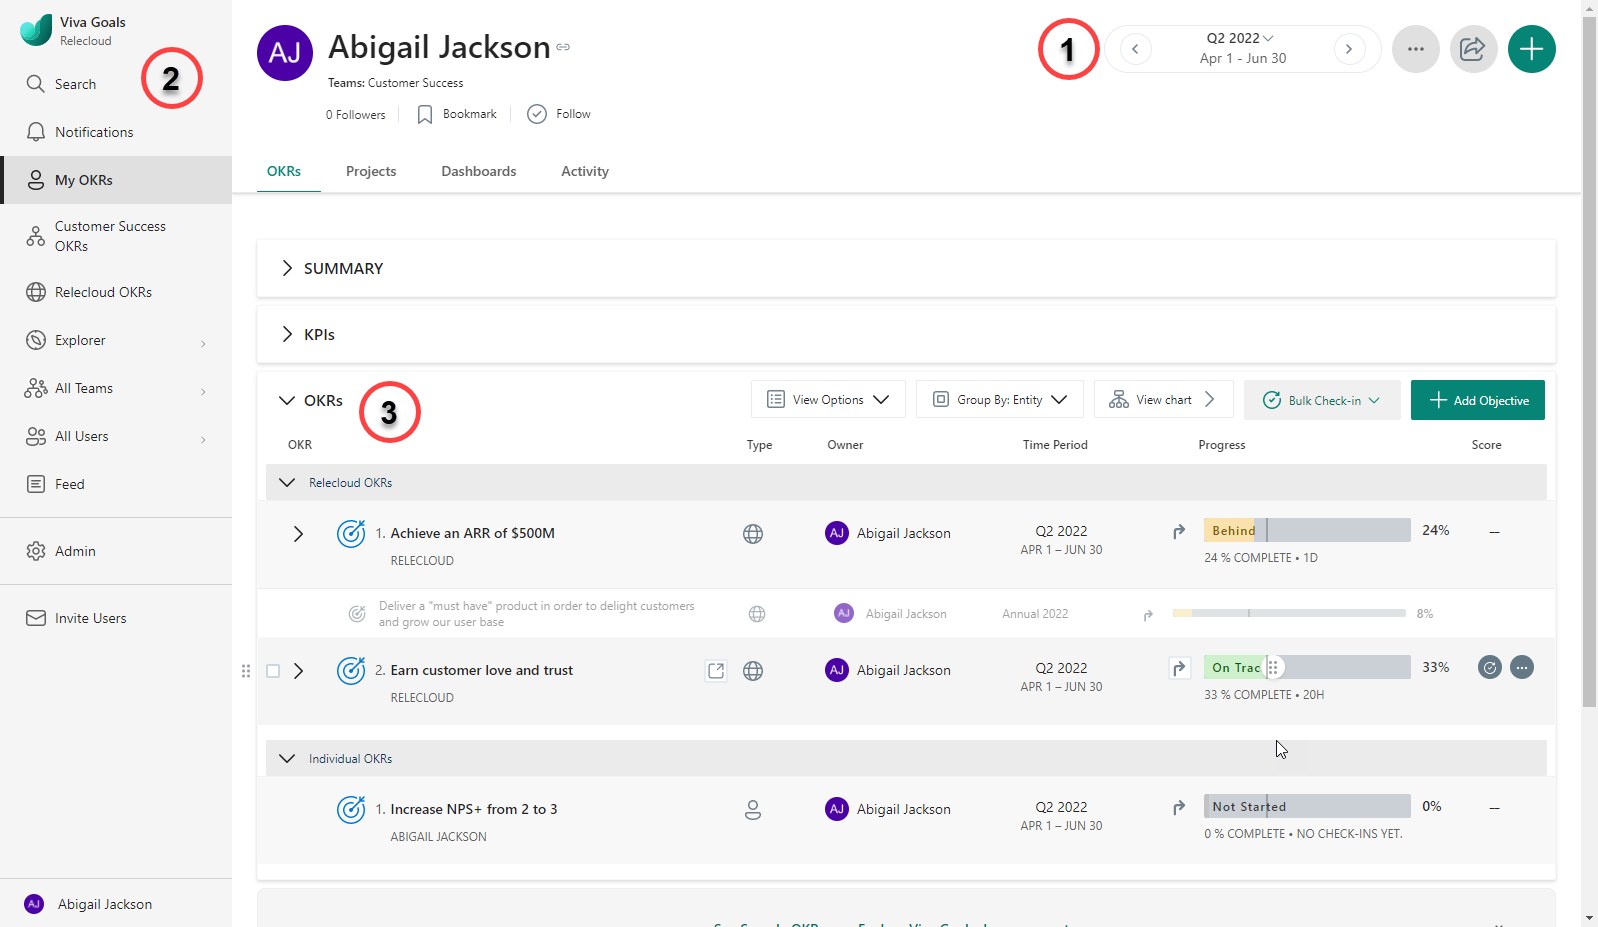 Viva Goals
Relecloud
Search
2
Notifications
My OKRs
Customer Success
OKRs
Relecloud OKRs
Explorer
All Teams
All Users
Feed
Admin
Invite Users
AJ Abigail Jackson
AJ
Abigail Jackson
Teams: Customer Success
0 Followers
Bookmark
Follow
1
Q2 2022
Apr 1 - Jun 30
OKRs Projects Dashboards Activity
SUMMARY
KPIs
OKRs
3
View Options
Group By: Entity
View chart
Bulk Check-in
Add Objective
OKR Type Owner Time Period Progress Score
Relecloud OKRs
1. Achieve an ARR of $500M
RELECLOUD
AJ Abigail Jackson
Q2 2022
APR 1 – JUN 30
Behind
24%
24 % COMPLETE • 1D
--
Deliver a "must have" product in order to delight customers
and grow our user base
AJ Abigail Jackson
Annual 2022
8%
2. Earn customer love and trust
RELECLOUD
AJ Abigail Jackson
Q2 2022
APR 1 – JUN 30
On Trac
33%
33 % COMPLETE • 20H
Individual OKRs
1. Increase NPS+ from 2 to 3
ABIGAIL JACKSON
AJ Abigail Jackson
Q2 2022
APR 1 – JUN 30
Not Started
0%
0 % COMPLETE • NO CHECK-INS YET.
--